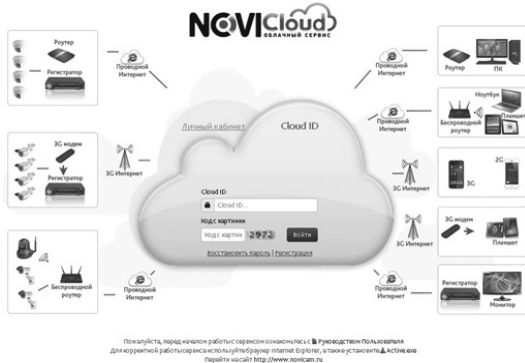 NOVIcloud
ОБЛАЧНЫЙ СЕРВИС
Роутер
Регистратор
Проводной
Интернет
3G модем
Регистратор
3G Интернет
Беспроводной
роутер
Проводной
Интернет
Личный кабинет
Cloud ID
Cloud ID
Cloud ID...
Код с картинки
Код с картин
2972
Войти
Восстановить пароль | Регистрация
Проводной
Интернет
Роутер
ПК
Проводной
Интернет
Ноутбук
Планшет
Беспроводной
роутер
3G Интернет
3G
2G
3G Интернет
3G модем
Планшет
Проводной
Интернет
Регистратор
Монитор
Пожалуйста, перед началом работы с сервисом ознакомьтесь с Руководством Пользователя
Для корректной работы сервиса используйте браузер Internet Explorer, а также установите Active.exe
Перейти на сайт http://www.novicam.ru